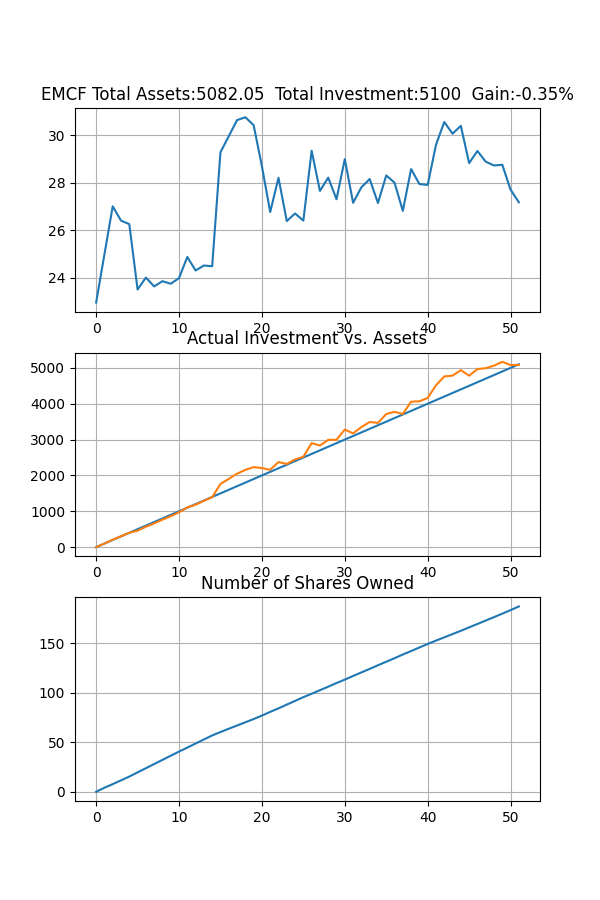 EMCF Total Assets:5082.05  Total Investment:5100  Gain:-0.35%
30
28
26
24
0 10 20 30 40 50
Actual Investment vs. Assets
5000
4000
3000
2000
1000
0
0 10 20 30 40 50
Number of Shares Owned
150
100
50
0
0 10 20 30 40 50